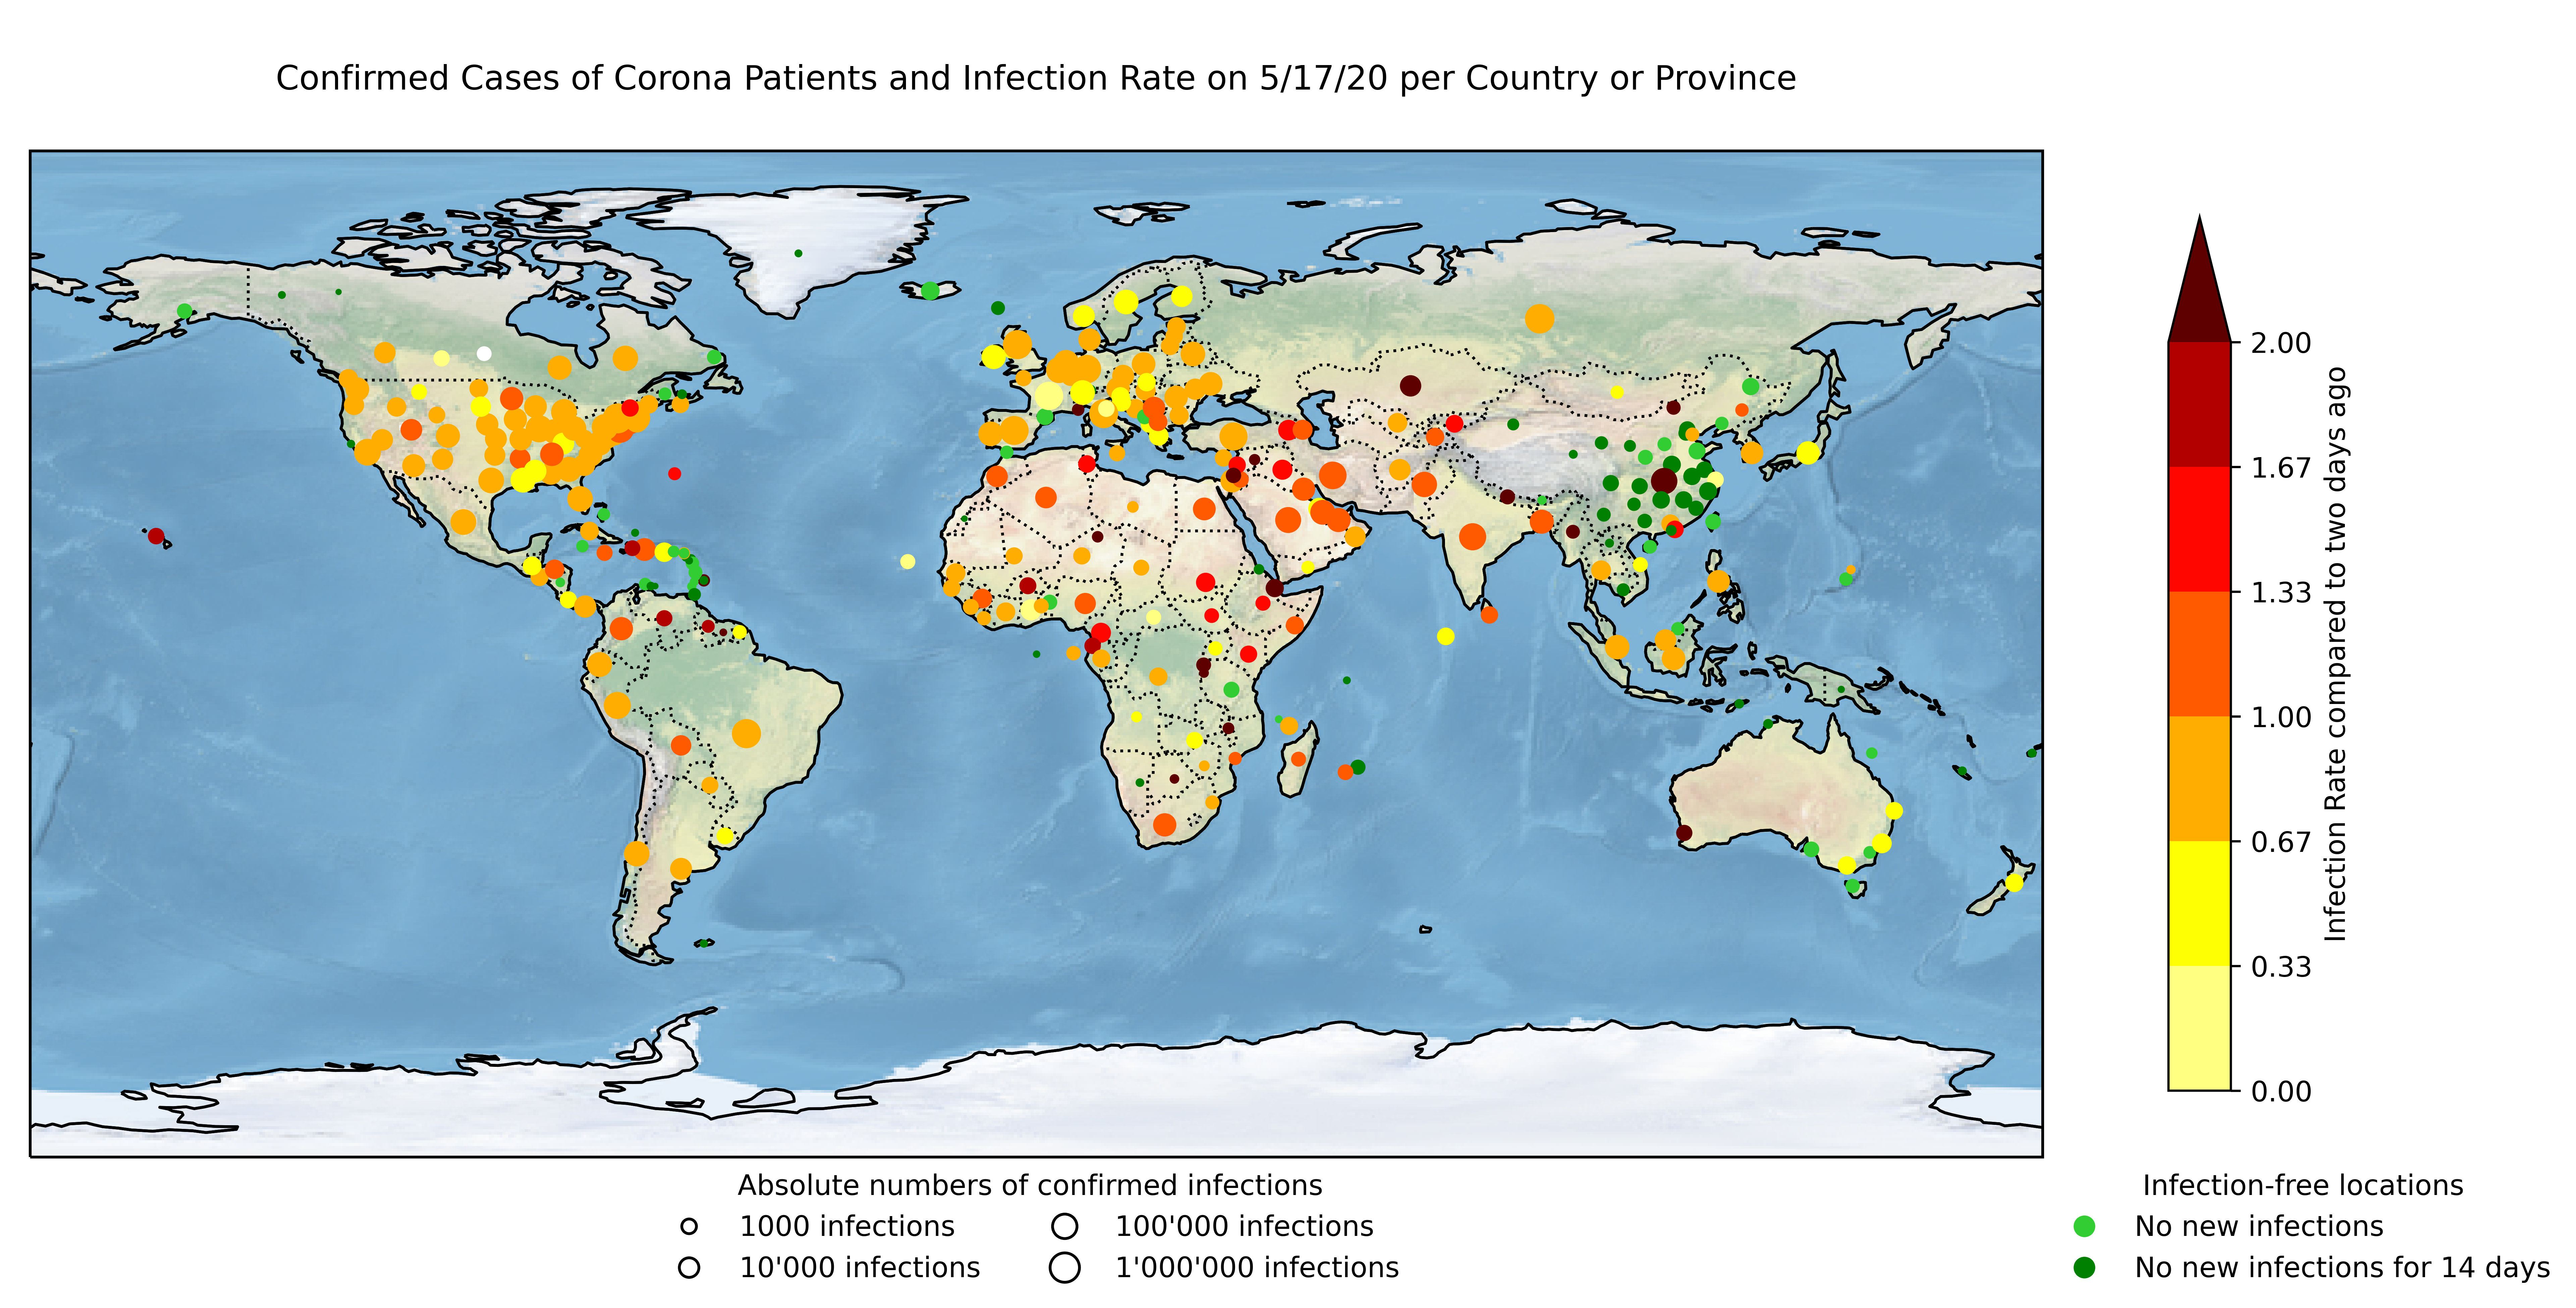 Confirmed Cases of Corona Patients and Infection Rate on 5/17/20 per Country or Province
2.00
1.67
1.33
1.00
0.67
0.33
0.00
Infection Rate compared to two days ago
Absolute numbers of confirmed infections
1000 infections
100'000 infections
10'000 infections
1'000'000 infections
Infection-free locations
No new infections
No new infections for 14 days